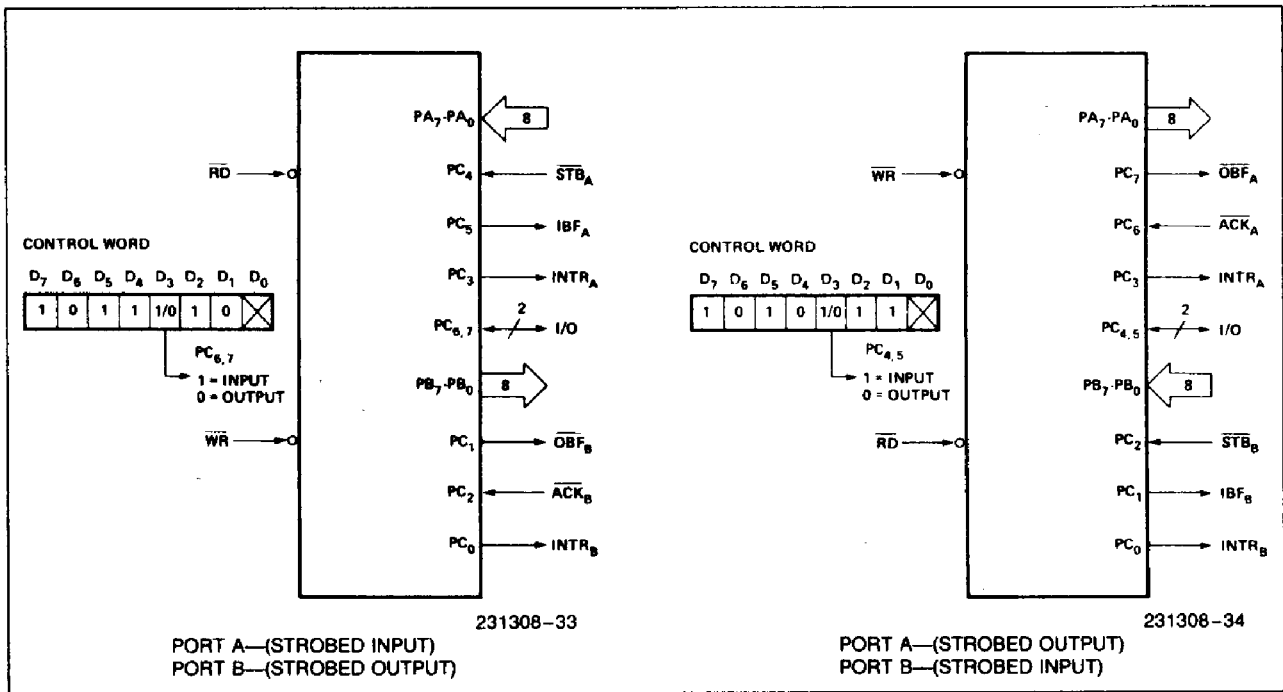 PA7-PA0 8
RD PC4 STBA
PC5 IBFA
CONTROL WORD
PC3 INTRA
D7 D6 D5 D4 D3 D2 D1 D0
1 0 1 1 1/0 1 0
PC6,7 2 I/O
PC6,7
1 = INPUT
0 = OUTPUT
PB7-PB0 8
WR PC1 OBFB
PC2 ACKB
PC0 INTRB
231308-33
PORT A—(STROBED INPUT)
PORT B—(STROBED OUTPUT)
PA7-PA0 8
WR PC7 OBFA
PC6 ACKA
CONTROL WORD
PC3 INTRA
D7 D6 D5 D4 D3 D2 D1 D0
1 0 1 0 1/0 1 1
PC4,5 2 I/O
PC4,5
1 = INPUT
0 = OUTPUT
PB7-PB0 8
RD PC2 STBB
PC1 IBFB
PC0 INTRB
231308-34
PORT A—(STROBED OUTPUT)
PORT B—(STROBED INPUT)